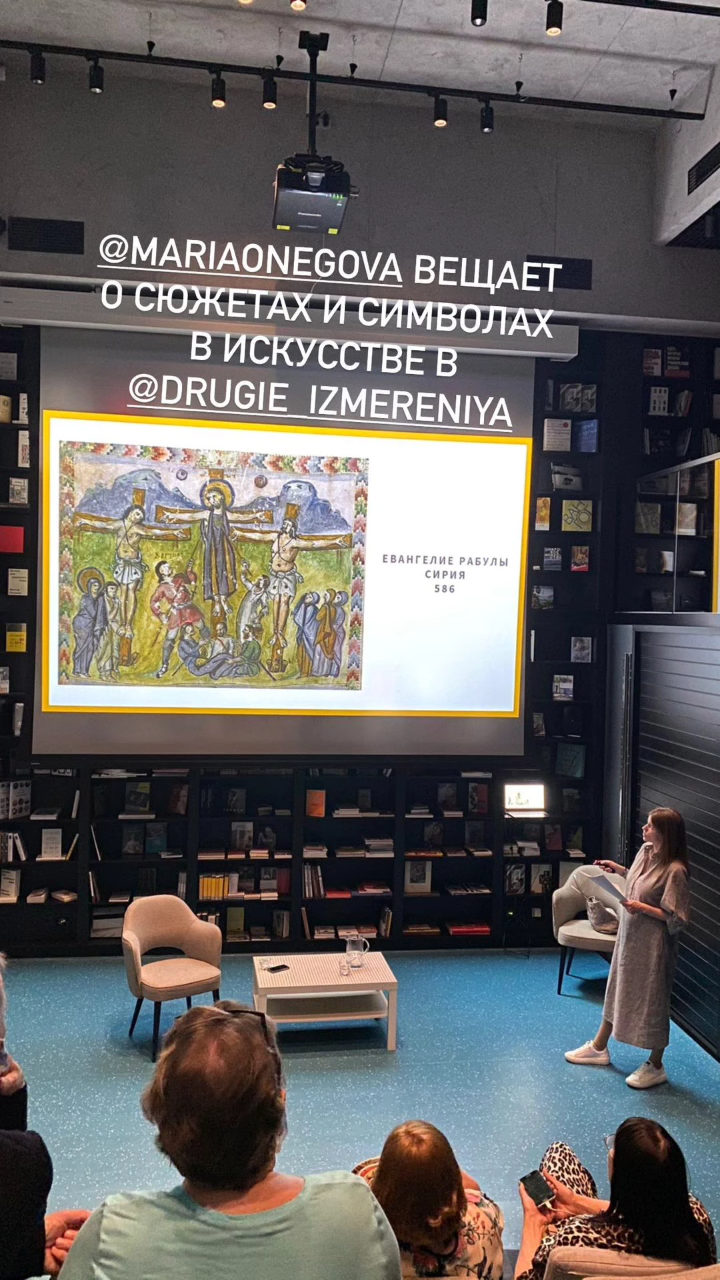 @MARIAONEGOVA ВЕЩАЕТ
О СЮЖЕТАХ И СИМВОЛАХ
В ИСКУССТВЕ В
@DRUGIE_IZMERENIYA
ЕВАНГЕЛИЕ РАБУЛЫ
СИРИЯ
586